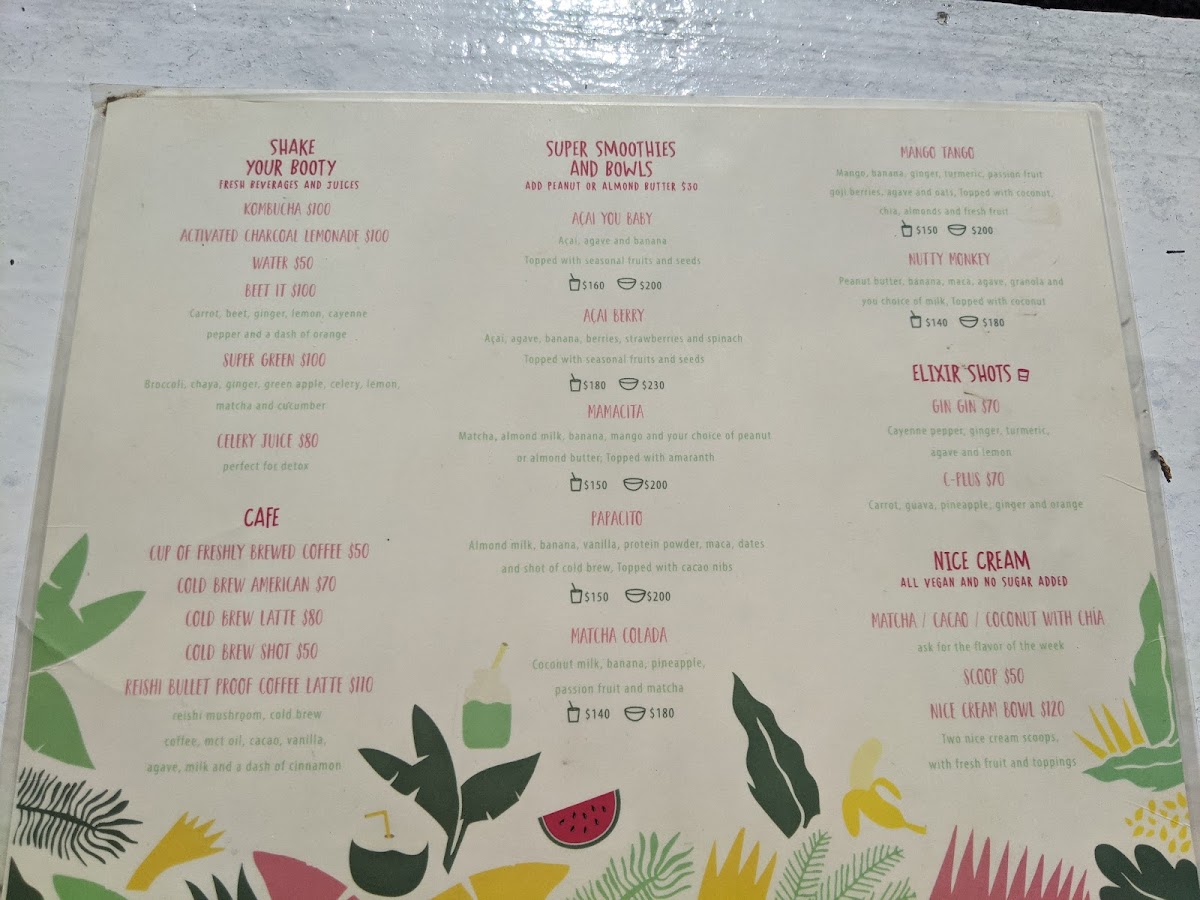 SHAKE
YOUR BOOTY
FRESH BEVERAGES AND JUICES
KOMBUCHA $100
ACTIVATED CHARCOAL LEMONADE $100
WATER $50
BEET IT $100
Carrot, beet, ginger, lemon, cayenne
pepper and a dash of orange
SUPER GREEN $100
Broccoli, chaya, ginger, green apple, celery, lemon,
matcha and cucumber
CELERY JUICE $80
perfect for detox
CAFE
CUP OF FRESHLY BREWED COFFEE $50
COLD BREW AMERICAN $70
COLD BREW LATTE $80
COLD BREW SHOT $50
REISHI BULLET PROOF COFFEE LATTE $110
reishi mushroom, cold brew
coffee, mct oil, cacao, vanilla,
agave, milk and a dash of cinnamon
SUPER SMOOTHIES
AND BOWLS
ADD PEANUT OR ALMOND BUTTER $30
AÇAI YOU BABY
Açai, agave and banana
Topped with seasonal fruits and seeds
$160 $200
AÇAI BERRY
Açai, agave, banana, berries, strawberries and spinach
Topped with seasonal fruits and seeds
$180 $230
MAMACITA
Matcha, almond milk, banana, mango and your choice of peanut
or almond butter, Topped with amaranth
$150 $200
PAPACITO
Almond milk, banana, vanilla, protein powder, maca, dates
and shot of cold brew, Topped with cacao nibs
$150 $200
MATCHA COLADA
Coconut milk, banana, pineapple,
passion fruit and matcha
$140 $180
MANGO TANGO
Mango, banana, ginger, turmeric, passion fruit
goji berries, agave and oats, Topped with coconut,
chia, almonds and fresh fruit
$150 $200
NUTTY MONKEY
Peanut butter, banana, maca, agave, granola and
you choice of milk, Topped with coconut
$140 $180
ELIXIR SHOTS
GIN GIN $70
Cayenne pepper, ginger, turmeric,
agave and lemon
C-PLUS $70
Carrot, guava, pineapple, ginger and orange
NICE CREAM
ALL VEGAN AND NO SUGAR ADDED
MATCHA / CACAO / COCONUT WITH CHÍA
ask for the flavor of the week
SCOOP $50
NICE CREAM BOWL $120
Two nice cream scoops,
with fresh fruit and toppings